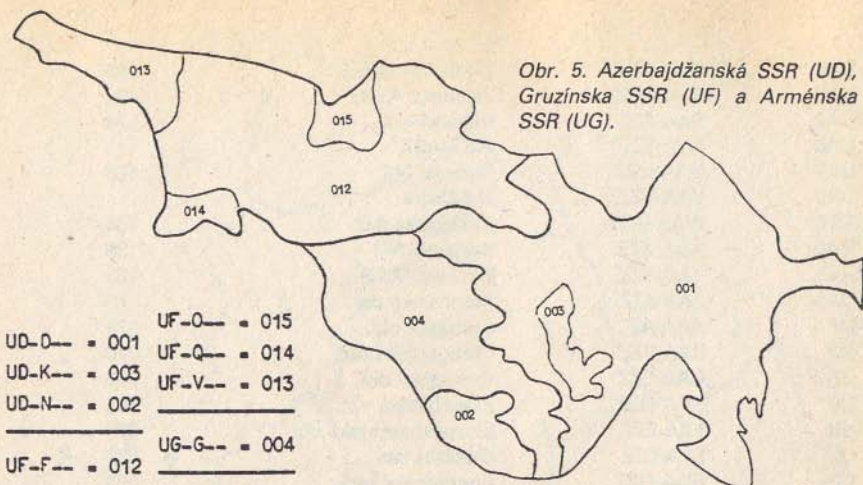 Obr. 5. Azerbajdžanská SSR (UD),
Gruzínska SSR (UF) a Arménska
SSR (UG).
013
015
012
014
001
003
004
002
UD-D-- = 001
UD-K-- = 003
UD-N-- = 002
UF-F-- = 012
UF-O-- = 015
UF-Q-- = 014
UF-V-- = 013
UG-G-- = 004